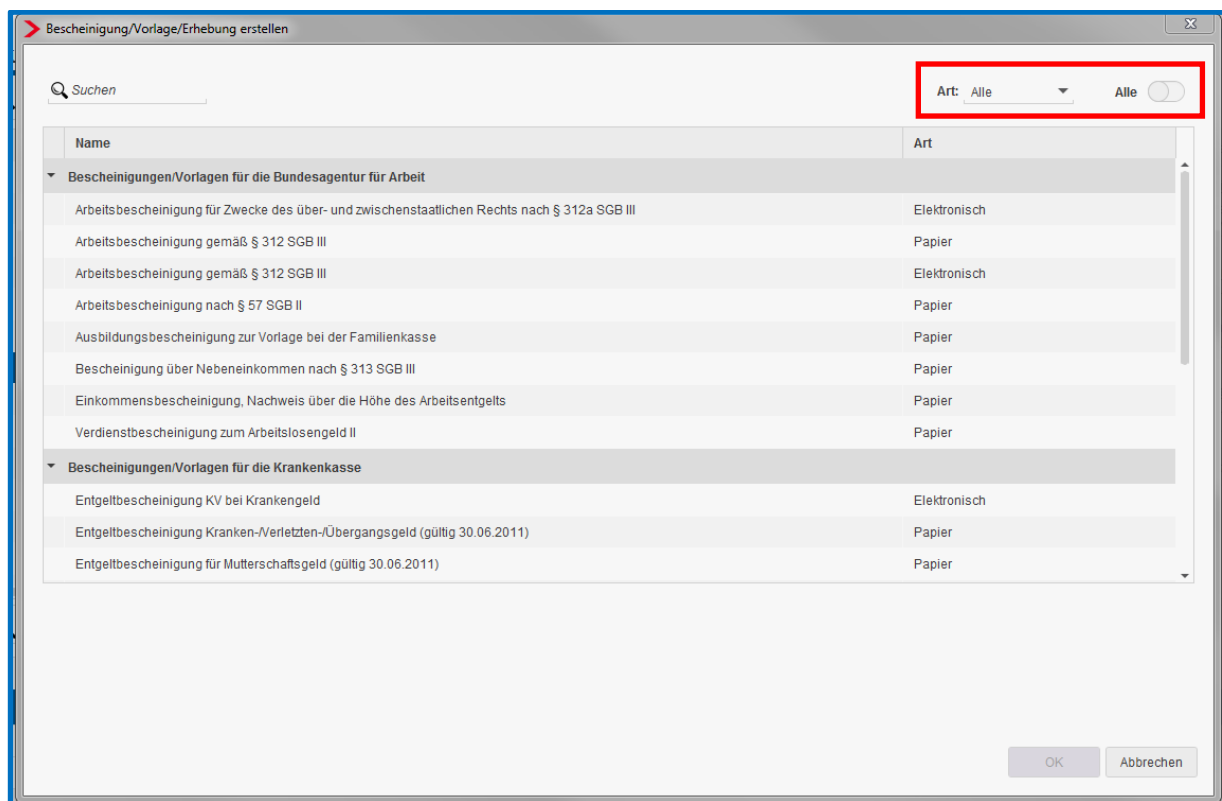 Bescheinigung/Vorlage/Erhebung erstellen
Suchen
Art: Alle
Alle
Name Art
Bescheinigungen/Vorlagen für die Bundesagentur für Arbeit
Arbeitsbescheinigung für Zwecke des über- und zwischenstaatlichen Rechts nach § 312a SGB III Elektronisch
Arbeitsbescheinigung gemäß § 312 SGB III Papier
Arbeitsbescheinigung gemäß § 312 SGB III Elektronisch
Arbeitsbescheinigung nach § 57 SGB II Papier
Ausbildungsbescheinigung zur Vorlage bei der Familienkasse Papier
Bescheinigung über Nebeneinkommen nach § 313 SGB III Papier
Einkommensbescheinigung, Nachweis über die Höhe des Arbeitsentgelts Papier
Verdienstbescheinigung zum Arbeitslosengeld II Papier
Bescheinigungen/Vorlagen für die Krankenkasse
Entgeltbescheinigung KV bei Krankengeld Elektronisch
Entgeltbescheinigung Kranken-/Verletzten-/Übergangsgeld (gültig 30.06.2011) Papier
Entgeltbescheinigung für Mutterschaftsgeld (gültig 30.06.2011) Papier
OK Abbrechen